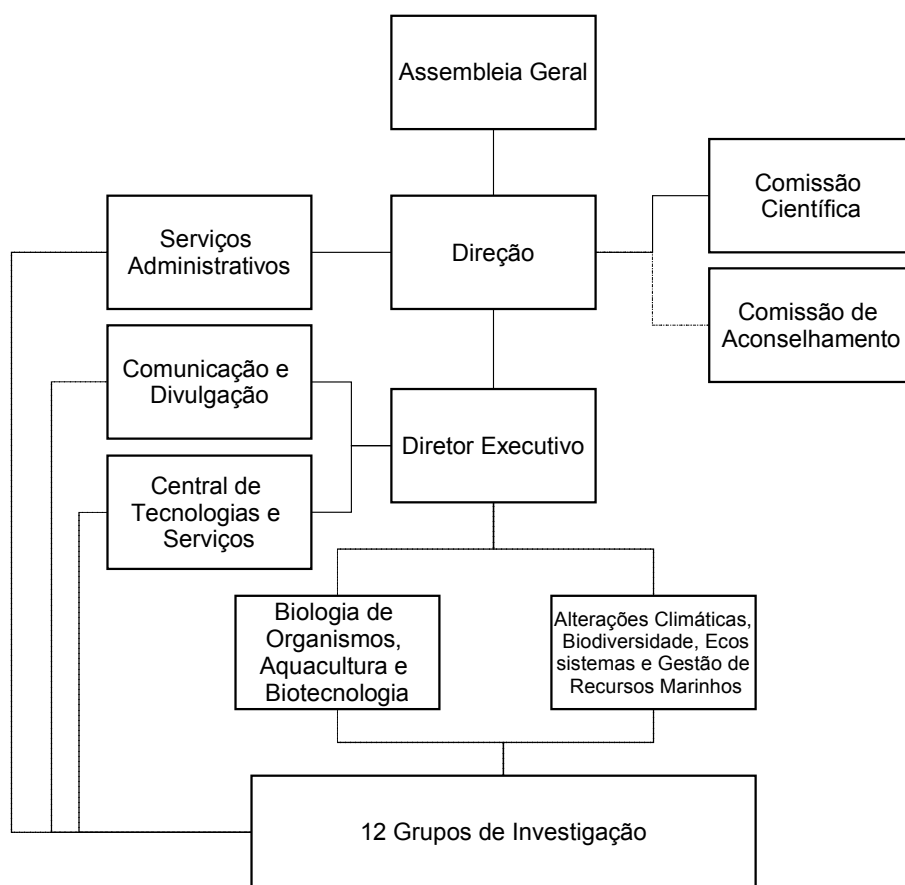 Assembleia Geral
Comissão
Científica
Serviços
Administrativos
Direção
Comissão de
Aconselhamento
Comunicação e
Divulgação
Diretor Executivo
Central de
Tecnologias e
Serviços
Biologia de
Organismos,
Aquacultura e
Biotecnologia
Alterações Climáticas,
Biodiversidade, Ecos
sistemas e Gestão de
Recursos Marinhos
12 Grupos de Investigação